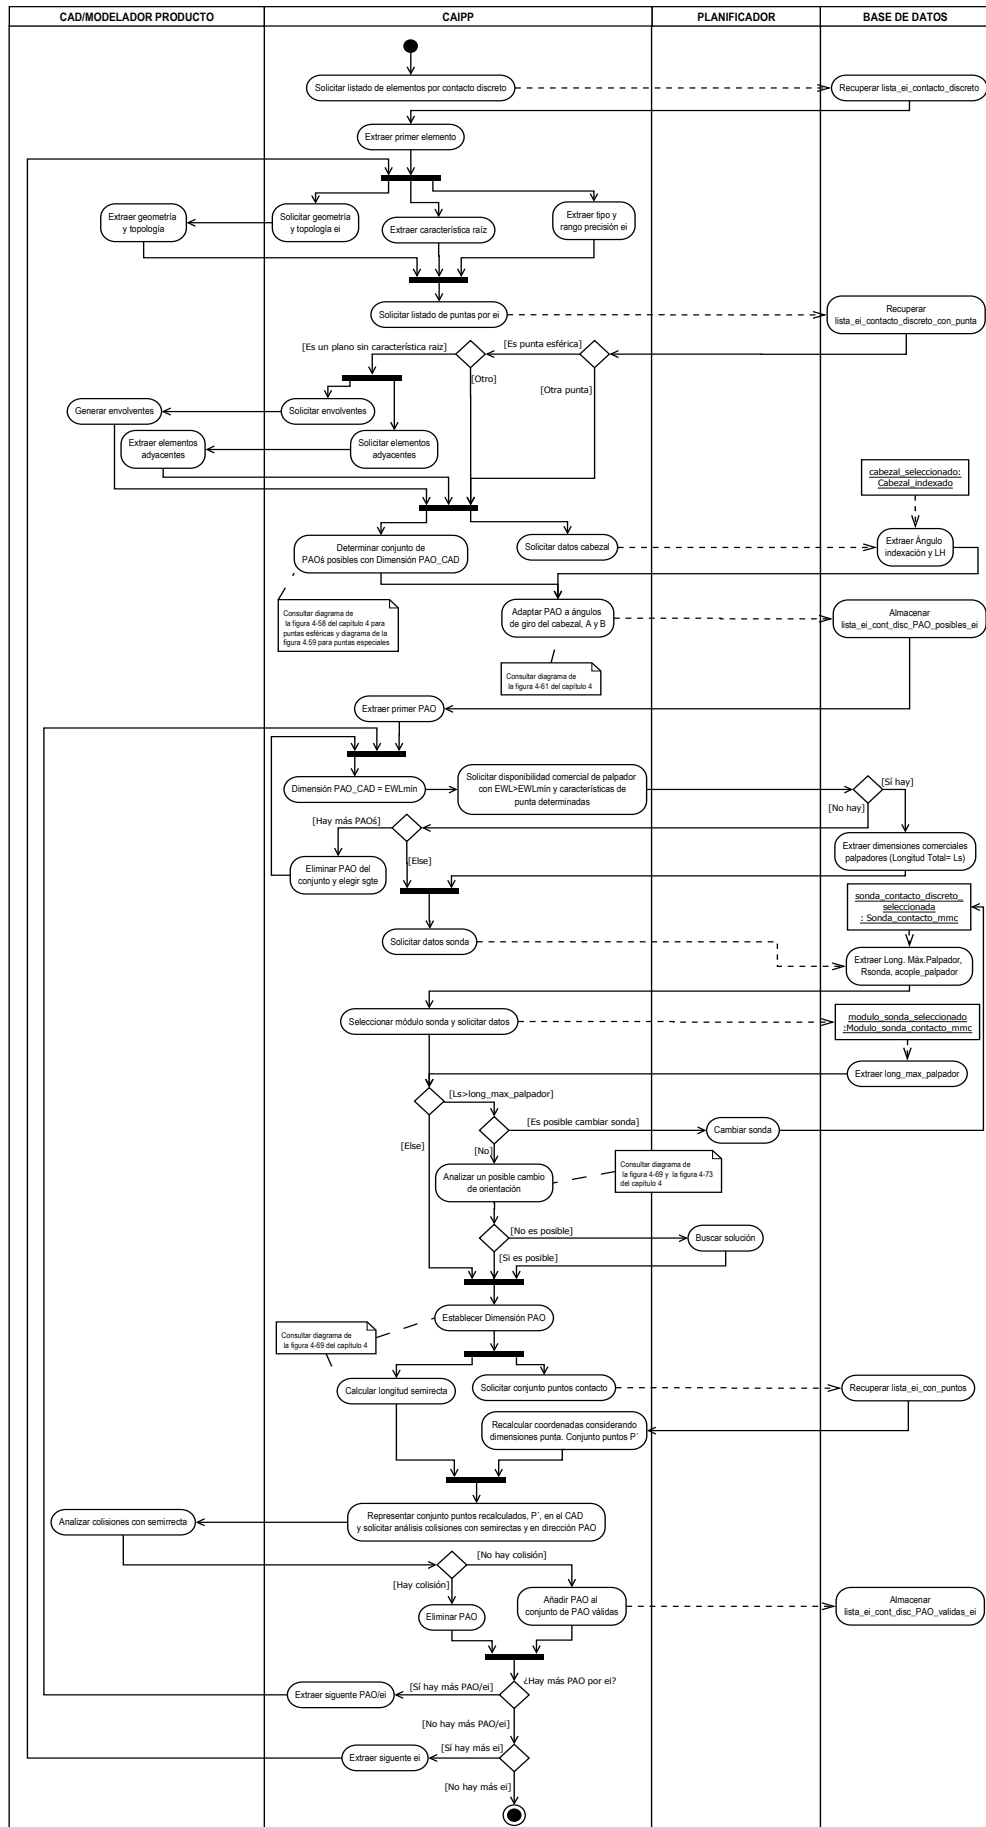 CAD/MODELADOR PRODUCTO
CAIPP
PLANIFICADOR
BASE DE DATOS
Solicitar listado de elementos por contacto discreto
Recuperar lista_ei_contacto_discreto
Extraer primer elemento
Extraer geometría
y topología
Solicitar geometría
y topología ei
Extraer característica raíz
Extraer tipo y
rango precisión ei
Solicitar listado de puntas por ei
Recuperar
lista_ei_contacto_discreto_con_punta
[Es un plano sin característica raiz]
[Es punta esférica]
[Otro]
[Otra punta]
Generar envolventes
Solicitar envolventes
Extraer elementos
adyacentes
Solicitar elementos
adyacentes
cabezal_seleccionado:
Cabezal_indexado
Determinar conjunto de
PAOś posibles con Dimensión PAO_CAD
Solicitar datos cabezal
Extraer Ángulo
indexación y LH
Consultar diagrama de
la figura 4-58 del capítulo 4 para
puntas esféricas y diagrama de la
figura 4.59 para puntas especiales
Adaptar PAO a ángulos
de giro del cabezal, A y B
Almacenar
lista_ei_cont_disc_PAO_posibles_ei
Consultar diagrama de
la figura 4-61 del capítulo 4
Extraer primer PAO
Dimensión PAO_CAD = EWLmín
Solicitar disponibilidad comercial de palpador
con EWL>EWLmín y características de
punta determinadas
[Sí hay]
[No hay]
[Hay más PAOś]
[Else]
Extraer dimensiones comerciales
palpadores (Longitud Total= Ls)
Eliminar PAO del
conjunto y elegir sgte
sonda_contacto_discreto_
seleccionada
: Sonda_contacto_mmc
Solicitar datos sonda
Extraer Long. Máx.Palpador,
Rsonda, acople_palpador
Seleccionar módulo sonda y solicitar datos
modulo_sonda_seleccionado
:Modulo_sonda_contacto_mmc
Extraer long_max_palpador
[Ls>long_max_palpador]
[Es posible cambiar sonda]
Cambiar sonda
[Else]
[No]
Analizar un posible cambio
de orientación
Consultar diagrama de
la figura 4-69 y la figura 4-73
del capítulo 4
[No es posible]
Buscar solución
[Si es posible]
Establecer Dimensión PAO
Consultar diagrama de
la figura 4-69 del capítulo 4
Calcular longitud semirecta
Solicitar conjunto puntos contacto
Recuperar lista_ei_con_puntos
Recalcular coordenadas considerando
dimensiones punta. Conjunto puntos P´
Analizar colisiones con semirrecta
Representar conjunto puntos recalculados, P´, en el CAD
y solicitar análisis colisiones con semirectas y en dirección PAO
[No hay colisión]
[Hay colisión]
Eliminar PAO
Añadir PAO al
conjunto de PAO válidas
Almacenar
lista_ei_cont_disc_PAO_validas_ei
¿Hay más PAO por ei?
[Sí hay más PAO/ei]
Extraer siguiente PAO/ei
[No hay más PAO/ei]
[Sí hay más ei]
Extraer siguiente ei
[No hay más ei]